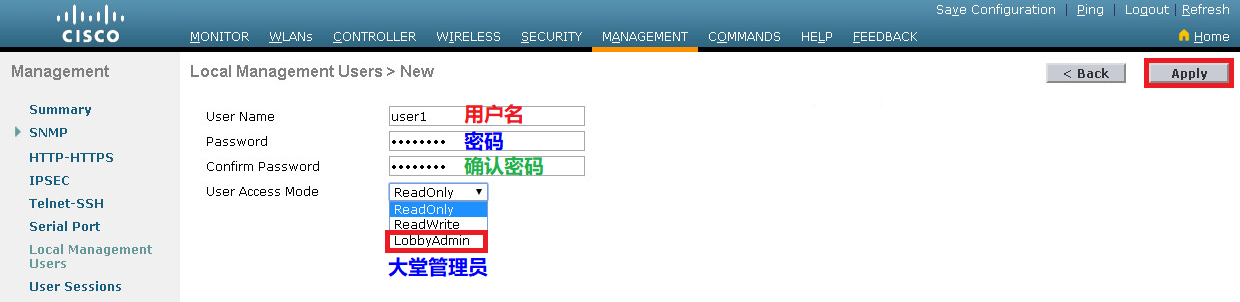 Save Configuration | Ping | Logout | Refresh
CISCO
MONITOR WLANs CONTROLLER WIRELESS SECURITY MANAGEMENT COMMANDS HELP FEEDBACK Home
Management
Local Management Users > New
< Back Apply
Summary
SNMP
HTTP-HTTPS
IPSEC
Telnet-SSH
Serial Port
Local Management
Users
User Sessions
User Name user1 用户名
Password •••••••• 密码
Confirm Password •••••••• 确认密码
User Access Mode ReadOnly
ReadOnly
ReadWrite
LobbyAdmin
大堂管理员